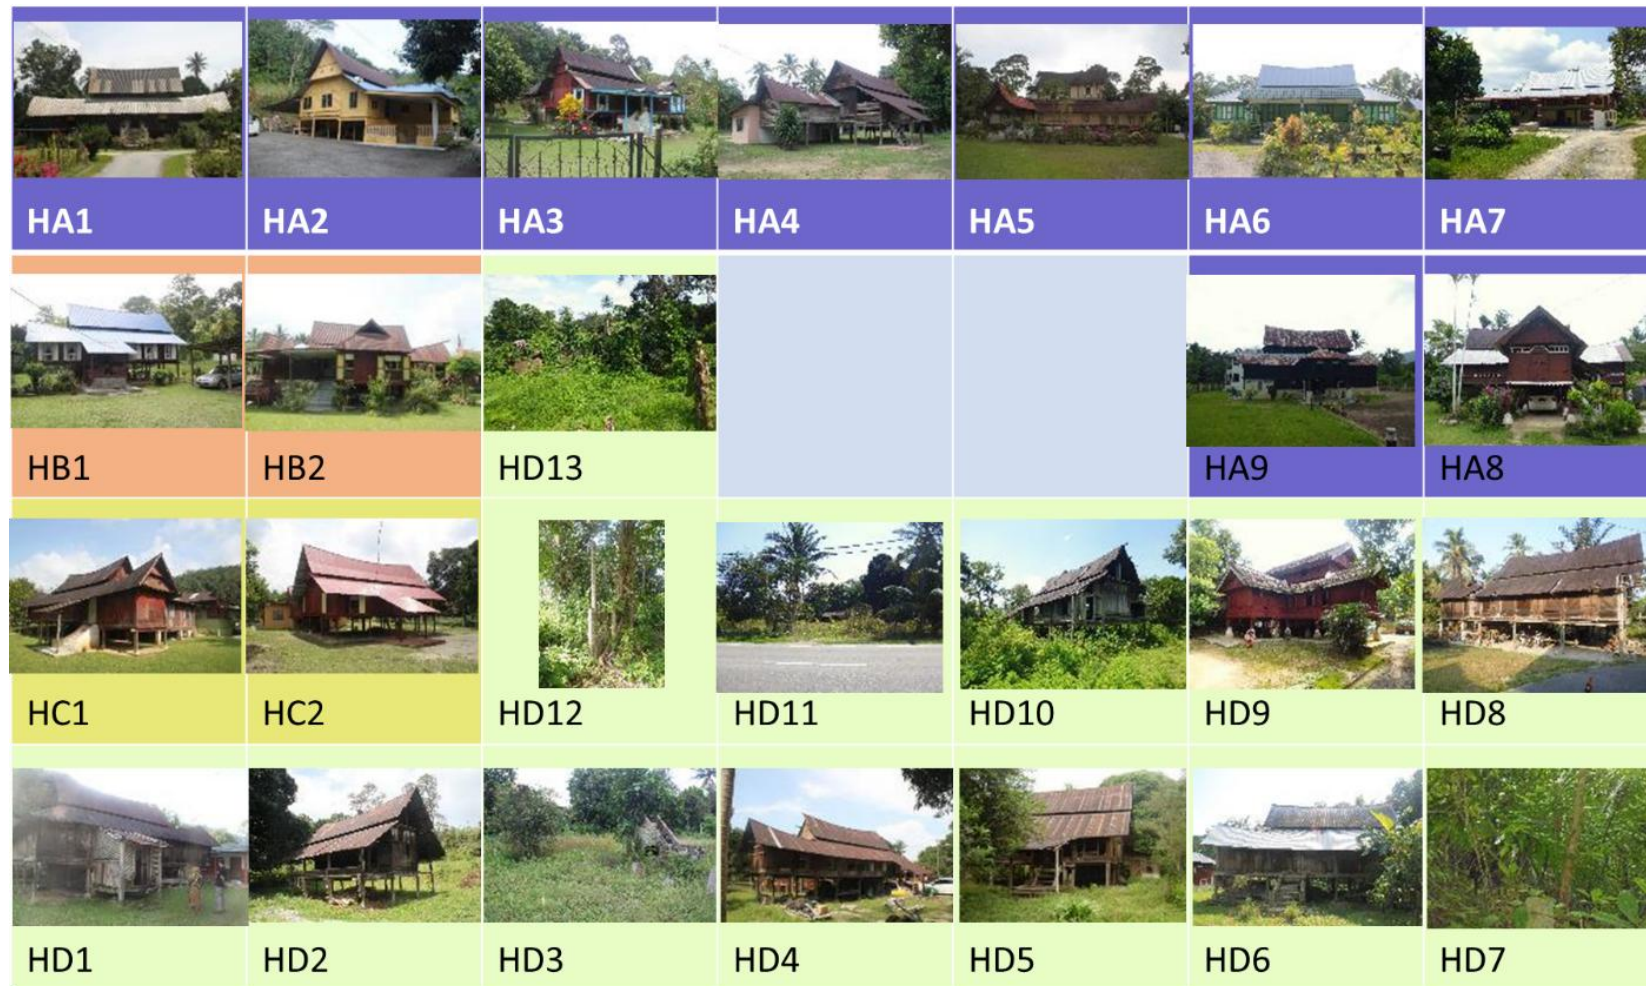 HA1 HA2 HA3 HA4 HA5 HA6 HA7
HB1 HB2 HD13 HA9 HA8
HC1 HC2 HD12 HD11 HD10 HD9 HD8
HD1 HD2 HD3 HD4 HD5 HD6 HD7